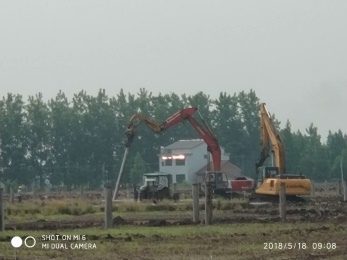 SHOT ON MI 6
MI DUAL CAMERA
2018/5/18 09:08